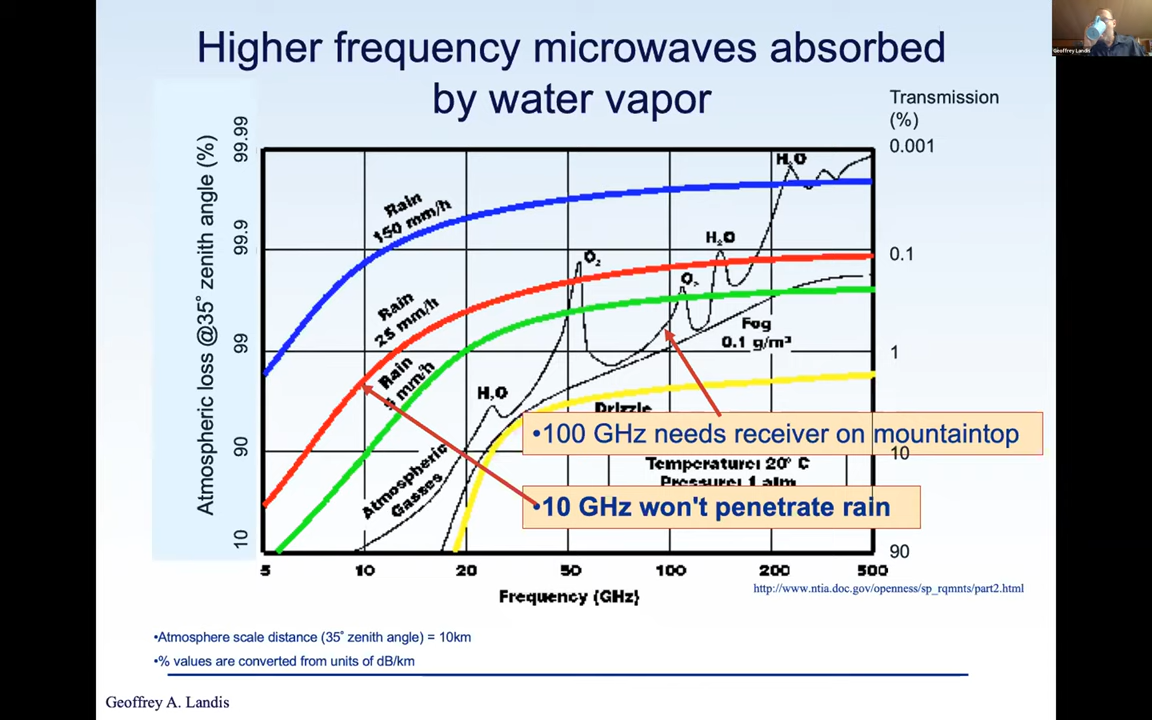 Higher frequency microwaves absorbed
by water vapor
Geoffrey Landis
Transmission
(%)
Atmospheric loss @35° zenith angle (%)
99.99
99.9
99
90
10
0.001
0.1
1
10
90
Rain
150 mm/h
Rain
25 mm/h
Rain
5 mm/h
Atmospheric
Gasses
H2O
O2
O2
H2O
H2O
Fog
0.1 g/m³
Drizzle
•100 GHz needs receiver on mountaintop
Temperature: 20° C
Pressure: 1 atm
•10 GHz won't penetrate rain
5 10 20 50 100 200 500
Frequency (GHz)
http://www.ntia.doc.gov/openness/sp_rqmnts/part2.html
•Atmosphere scale distance (35° zenith angle) = 10km
•% values are converted from units of dB/km
Geoffrey A. Landis